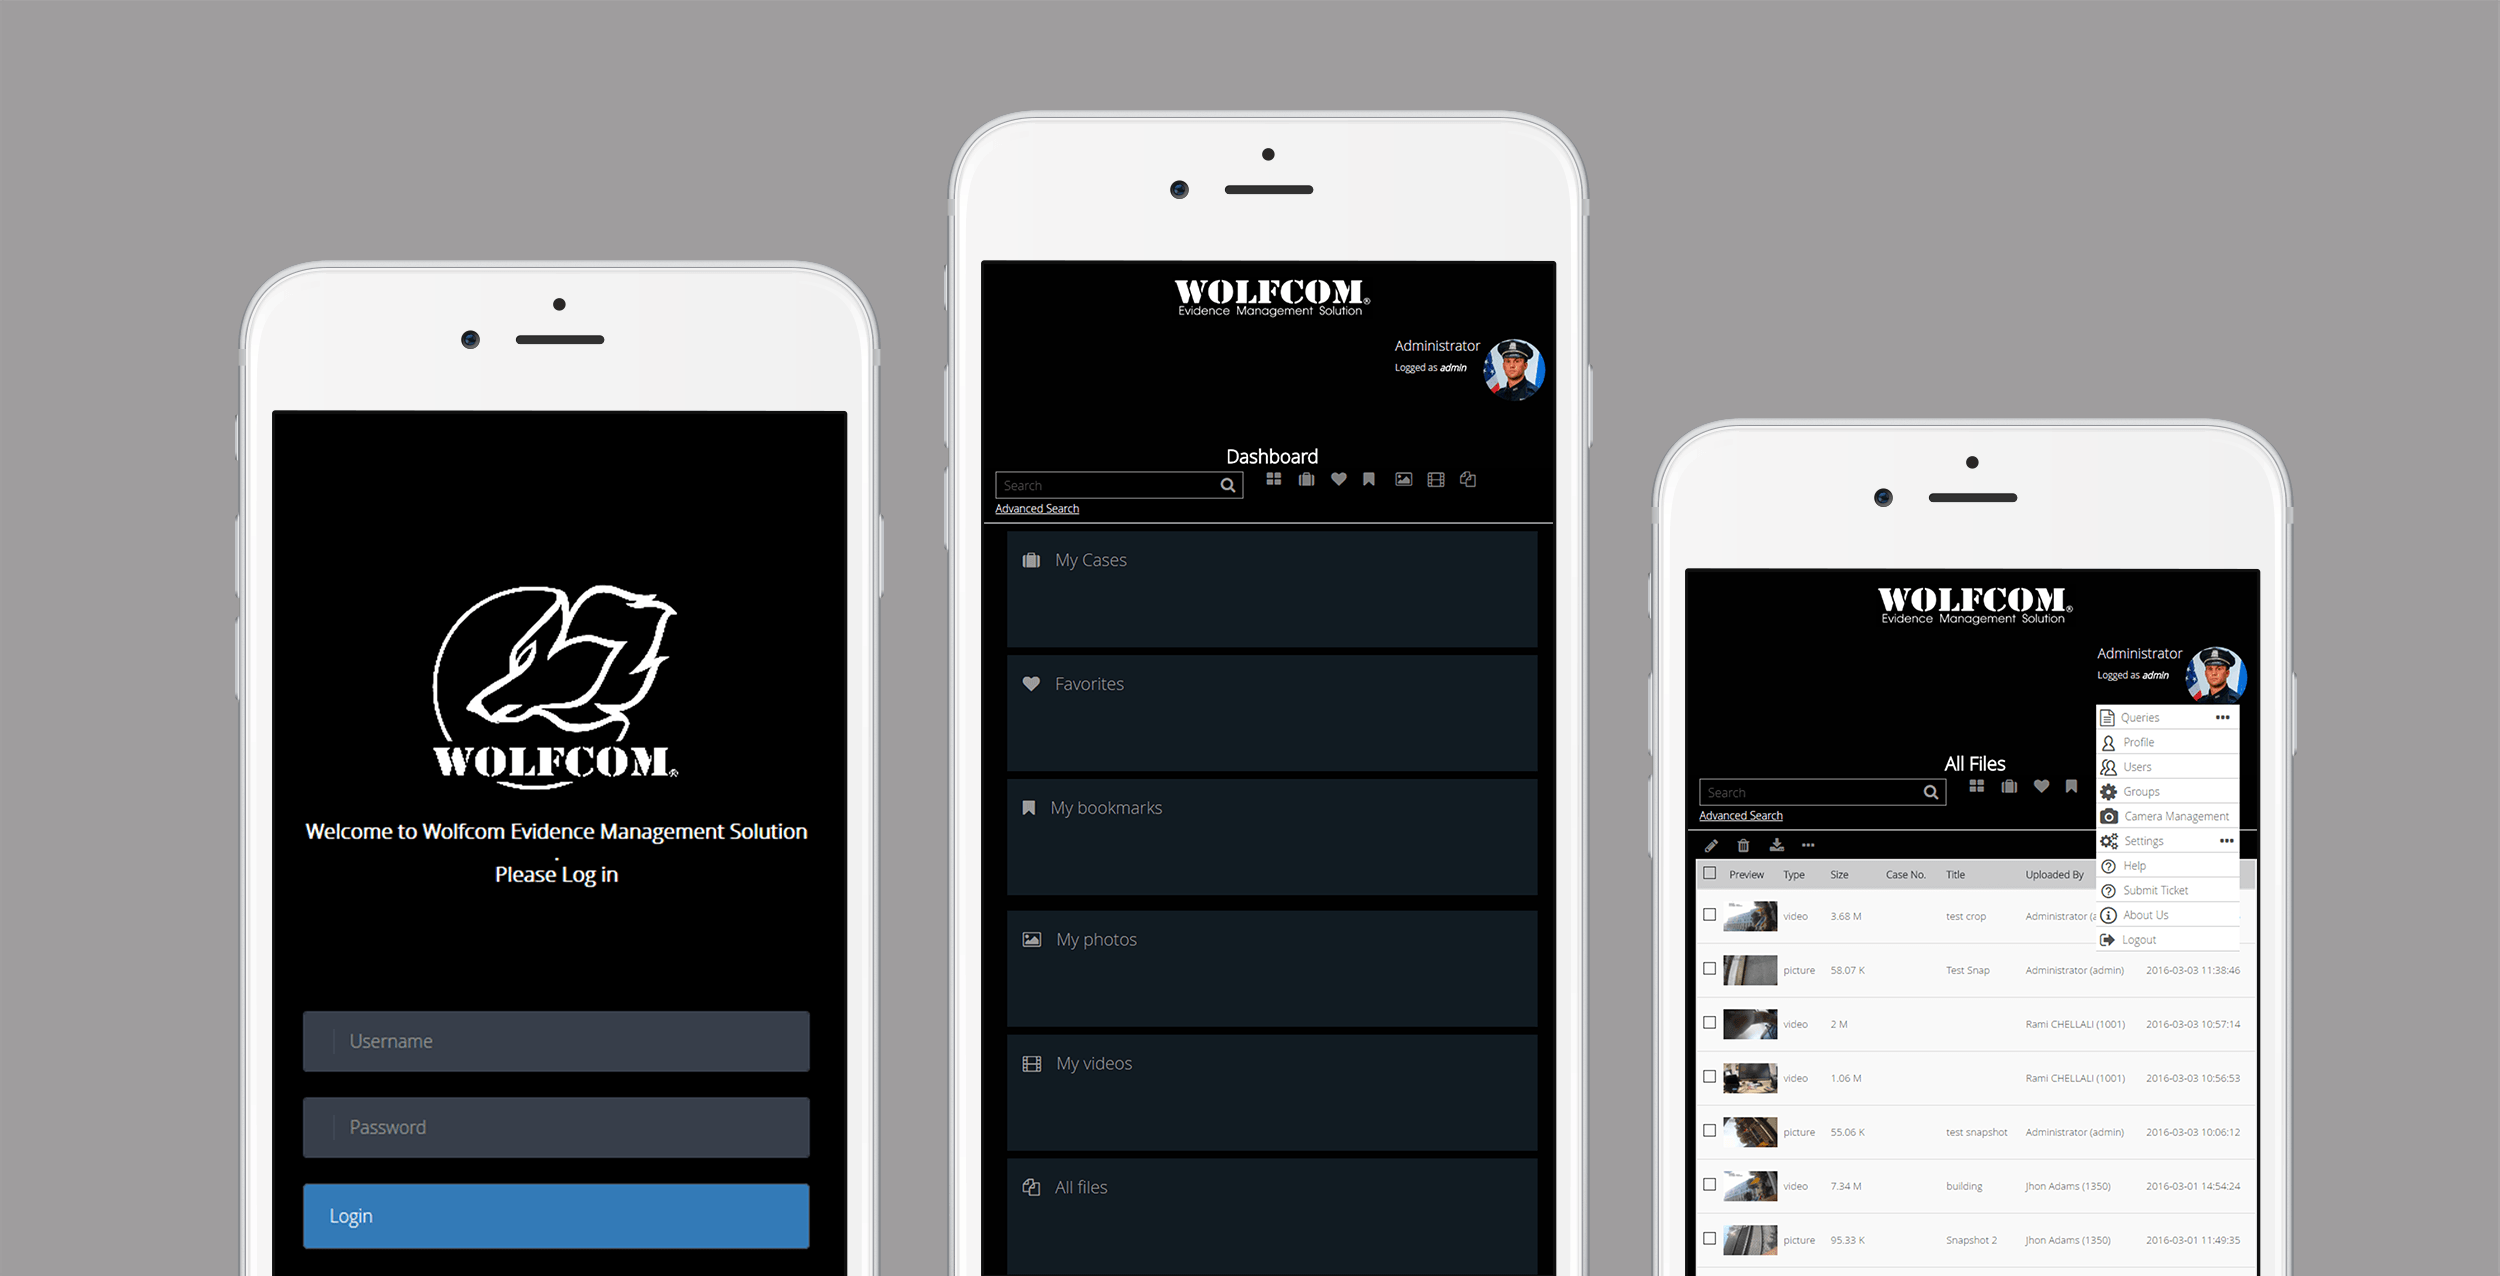 WOLFCOM®
Welcome to Wolfcom Evidence Management Solution
.
Please Log in
Username
Password
Login
WOLFCOM®
Evidence Management Solution
Administrator
Logged as admin
Dashboard
Search
Advanced Search
My Cases
Favorites
My bookmarks
My photos
My videos
All files
WOLFCOM®
Evidence Management Solution
Administrator
Logged as admin
Queries
Profile
Users
Groups
Camera Management
Settings
Help
Submit Ticket
About Us
Logout
All Files
Search
Advanced Search
Preview Type Size Case No. Title Uploaded By
video 3.68 M test crop Administrator (a
picture 58.07 K Test Snap Administrator (admin) 2016-03-03 11:38:46
video 2 M Rami CHELLALI (1001) 2016-03-03 10:57:14
video 1.06 M Rami CHELLALI (1001) 2016-03-03 10:56:53
picture 55.06 K test snapshot Administrator (admin) 2016-03-03 10:06:12
video 7.34 M building Jhon Adams (1350) 2016-03-01 14:54:24
picture 95.33 K Snapshot 2 Jhon Adams (1350) 2016-03-01 11:49:35